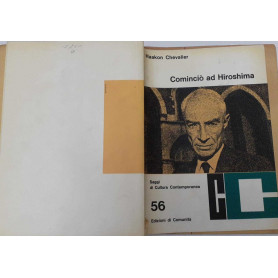 Haakon Chevalier
Cominciò ad Hiroshima
Saggi
di Cultura Contemporanea
56
Edizioni di Comunità